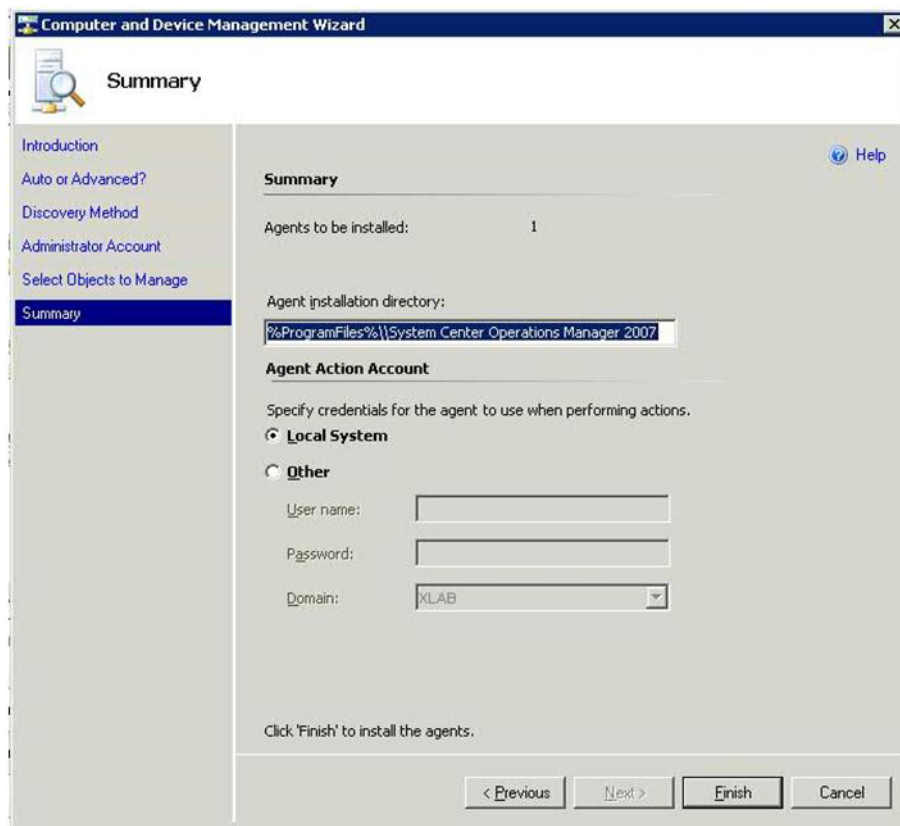 Computer and Device Management Wizard
Summary
Introduction
Auto or Advanced?
Discovery Method
Administrator Account
Select Objects to Manage
Summary
Help
Summary
Agents to be installed: 1
Agent installation directory:
%ProgramFiles%\\System Center Operations Manager 2007
Agent Action Account
Specify credentials for the agent to use when performing actions.
Local System
Other
User name:
Password:
Domain: XLAB
Click 'Finish' to install the agents.
< Previous Next > Finish Cancel